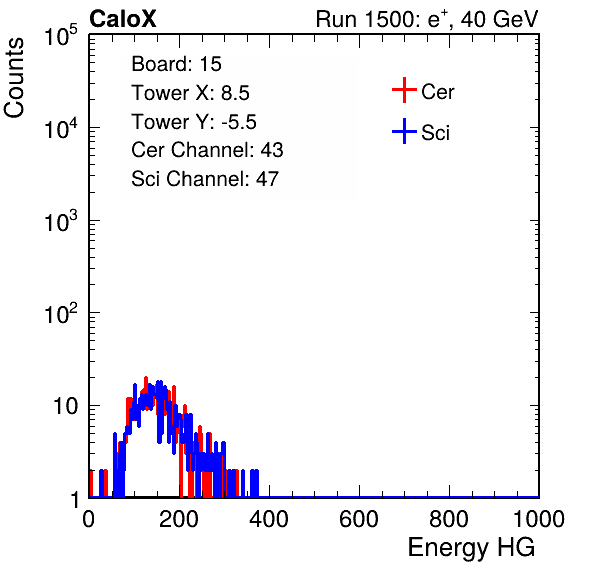 CaloX Run 1500: e⁺, 40 GeV
Counts
10⁵
10⁴
10³
10²
10
1
Board: 15
Tower X: 8.5
Tower Y: -5.5
Cer Channel: 43
Sci Channel: 47
Cer
Sci
0 200 400 600 800 1000
Energy HG